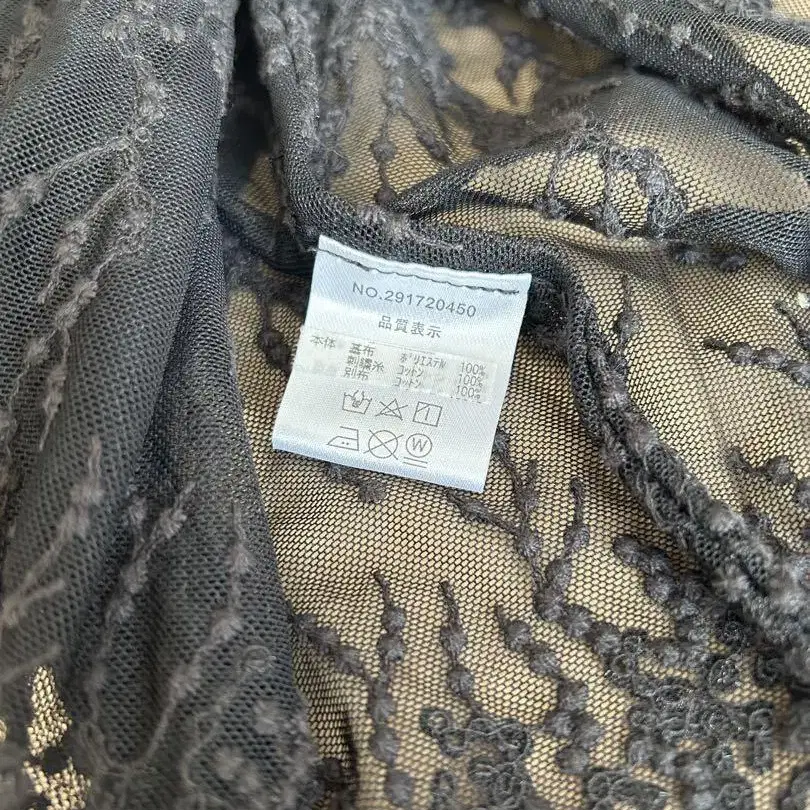 NO.291720450
品質表示
本体 基布 ポリエステル 100%
刺繍糸 コットン 100%
別布 コットン 100%
W